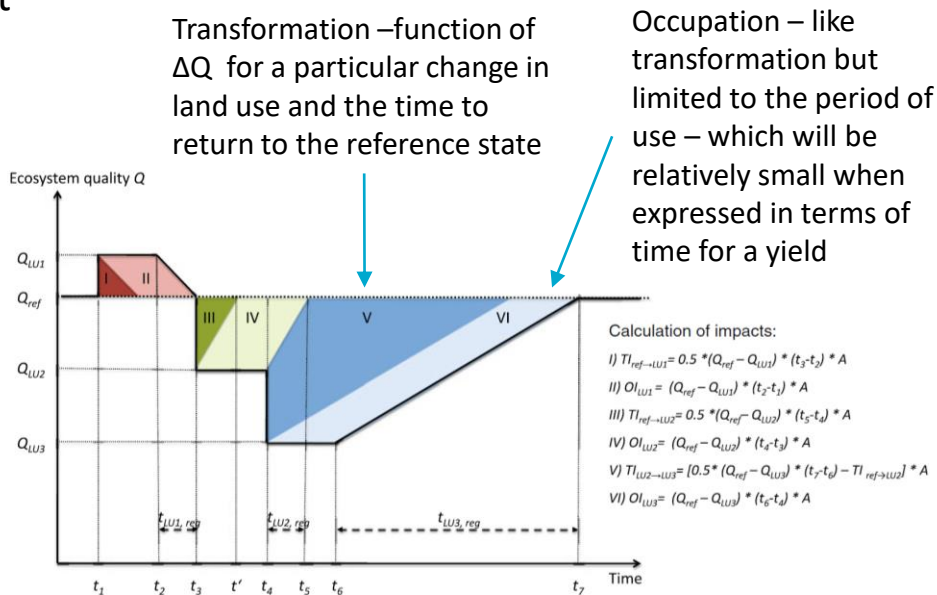 t
Transformation –function of
ΔQ for a particular change in
land use and the time to
return to the reference state
Occupation – like
transformation but
limited to the period of
use – which will be
relatively small when
expressed in terms of
time for a yield
Ecosystem quality Q
Q_LU1
I
II
Q_ref
III
IV
V
VI
Q_LU2
Q_LU3
Calculation of impacts:
I) TI_ref→LU1= 0.5 *(Q_ref – Q_LU1) * (t_3-t_2) * A
II) OI_LU1= (Q_ref – Q_LU1) * (t_2-t_1) * A
III) TI_ref→LU2= 0.5 *(Q_ref – Q_LU2) * (t_5-t_4) * A
IV) OI_LU2= (Q_ref – Q_LU2) * (t_4-t_3) * A
V) TI_LU2→LU3= [0.5* (Q_ref – Q_LU3) * (t_7-t_6) – TI_ref→LU2] * A
VI) OI_LU3= (Q_ref – Q_LU3) * (t_6-t_4) * A
t_LU1, reg
t_LU2, reg
t_LU3, reg
t_1
t_2
t_3
t'
t_4
t_5
t_6
t_7
Time